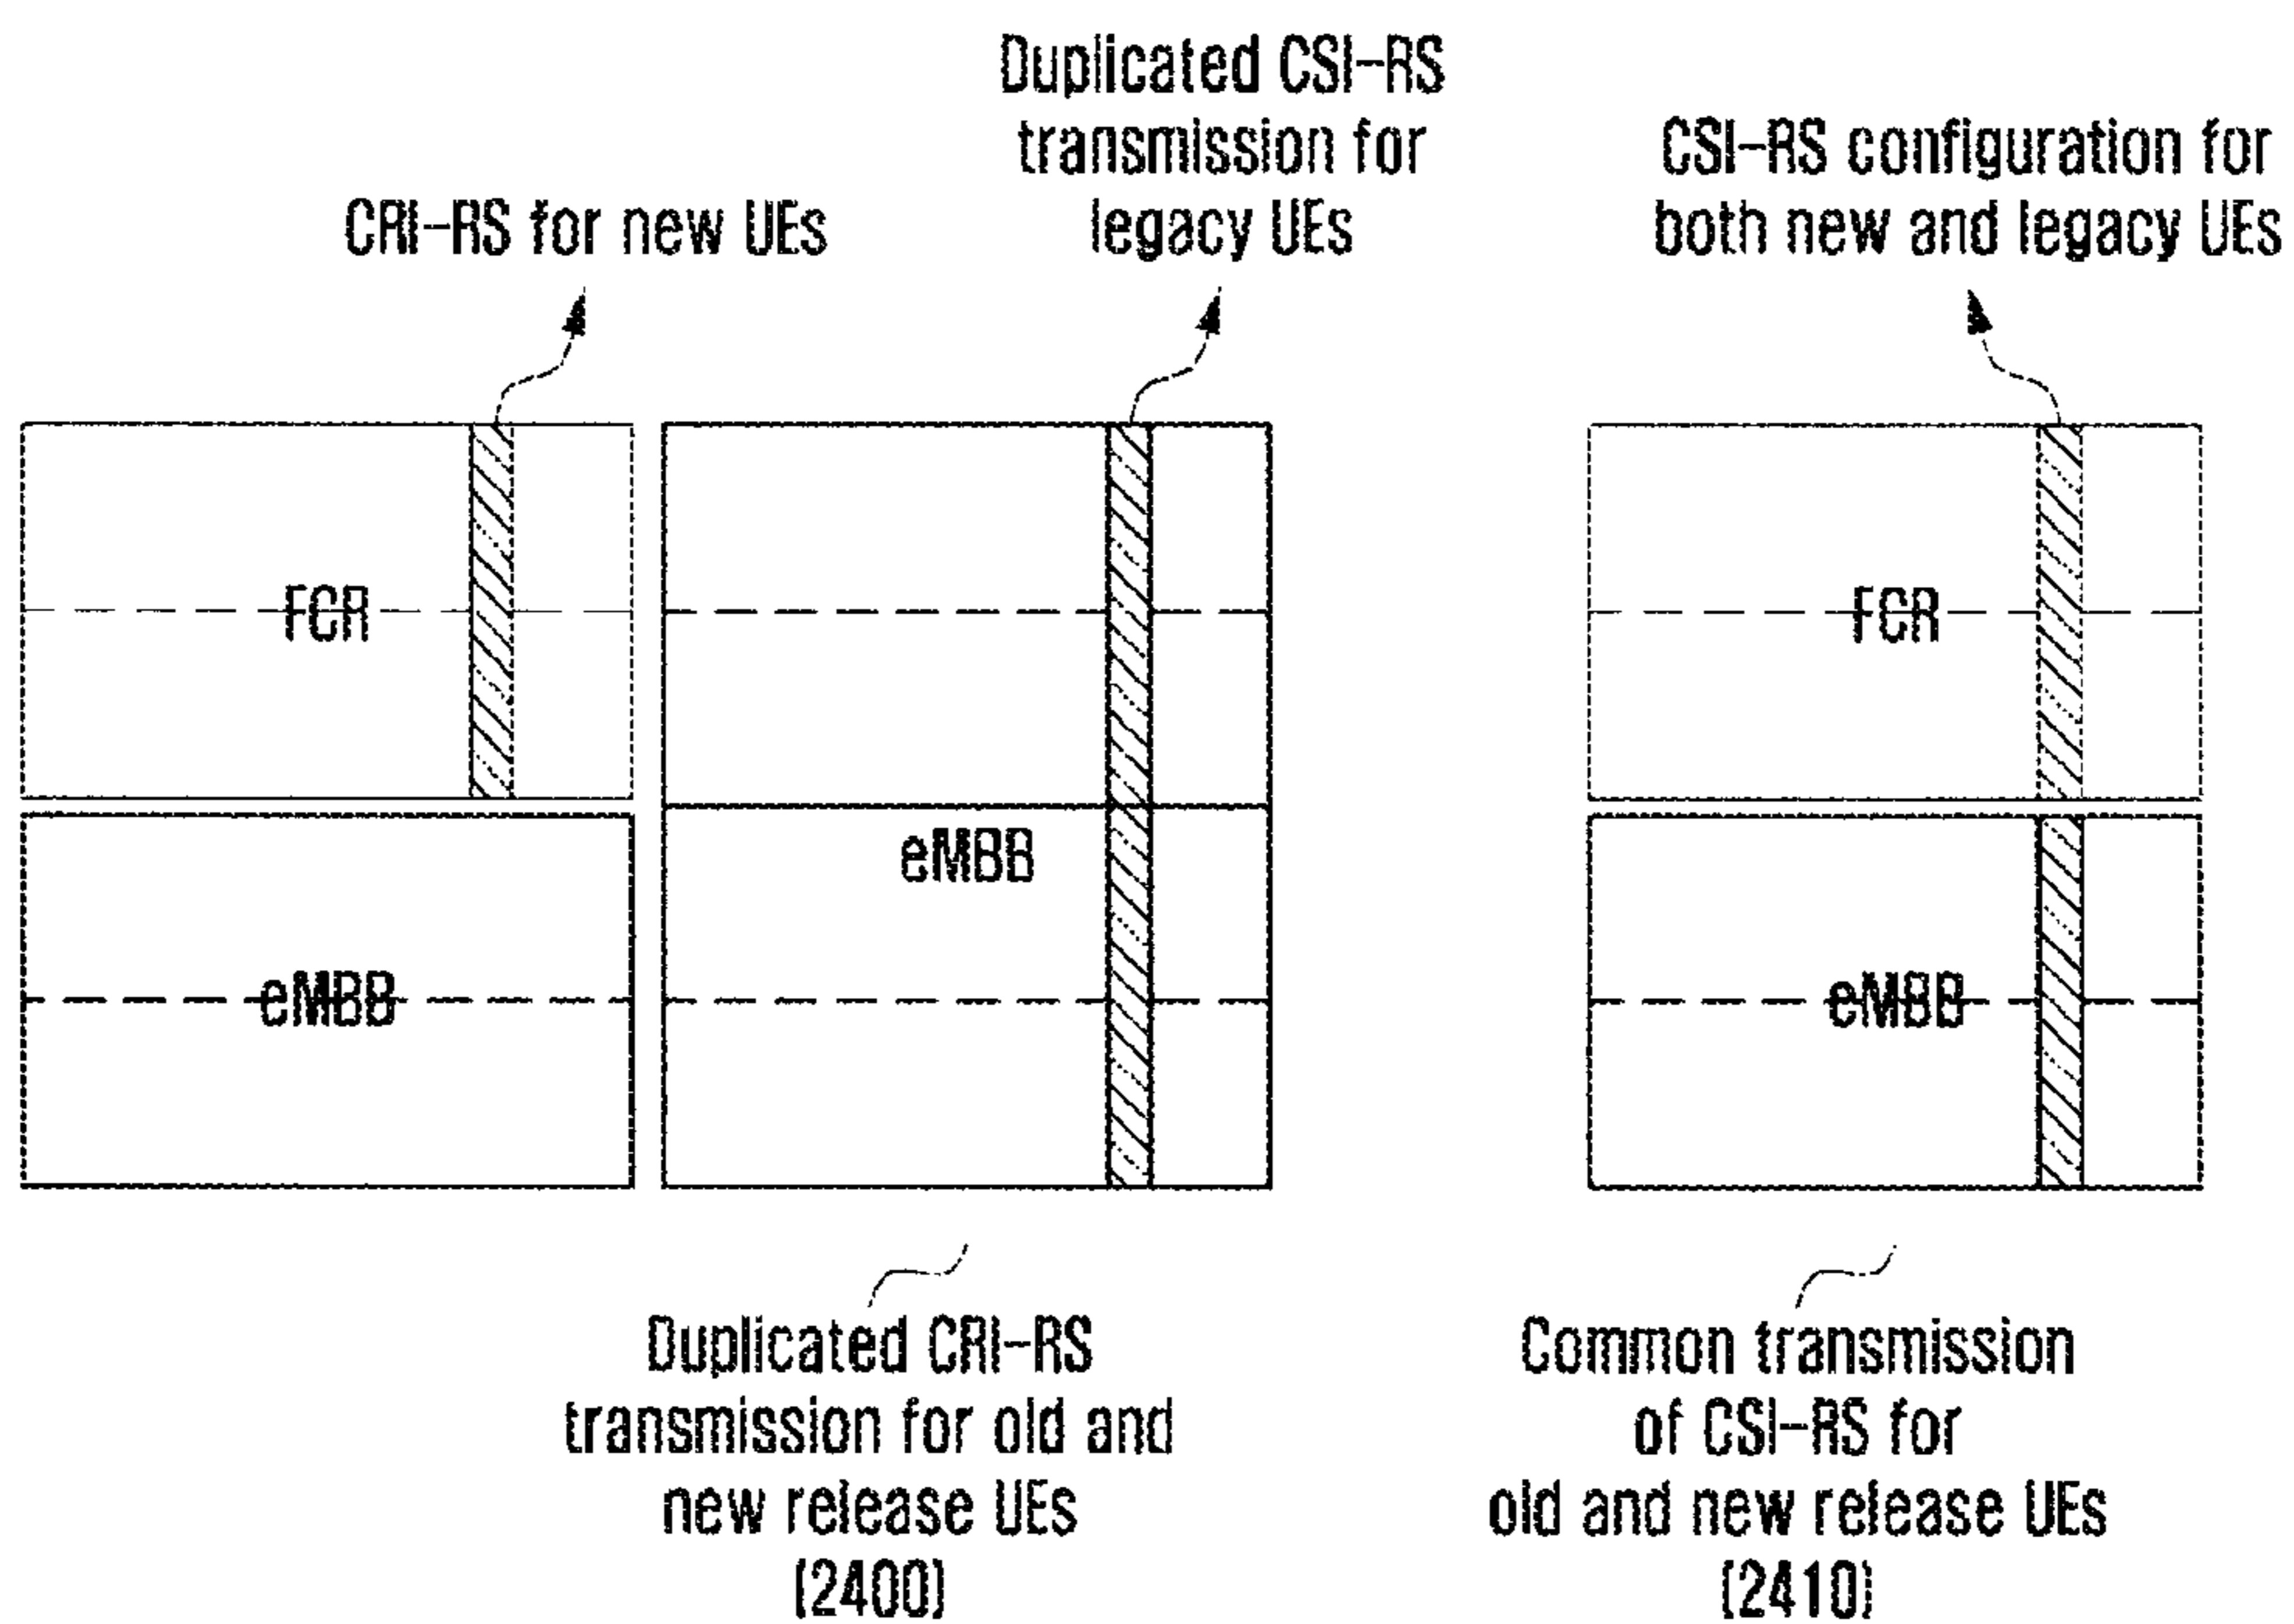 Duplicated CSI-RS
transmission for
legacy UEs
CSI-RS configuration for
both new and legacy UEs
CRI-RS for new UEs
FCR
eMBB
eMBB
FCR
eMBB
Duplicated CRI-RS
transmission for old and
new release UEs
(2400)
Common transmission
of CSI-RS for
old and new release UEs
(2410)